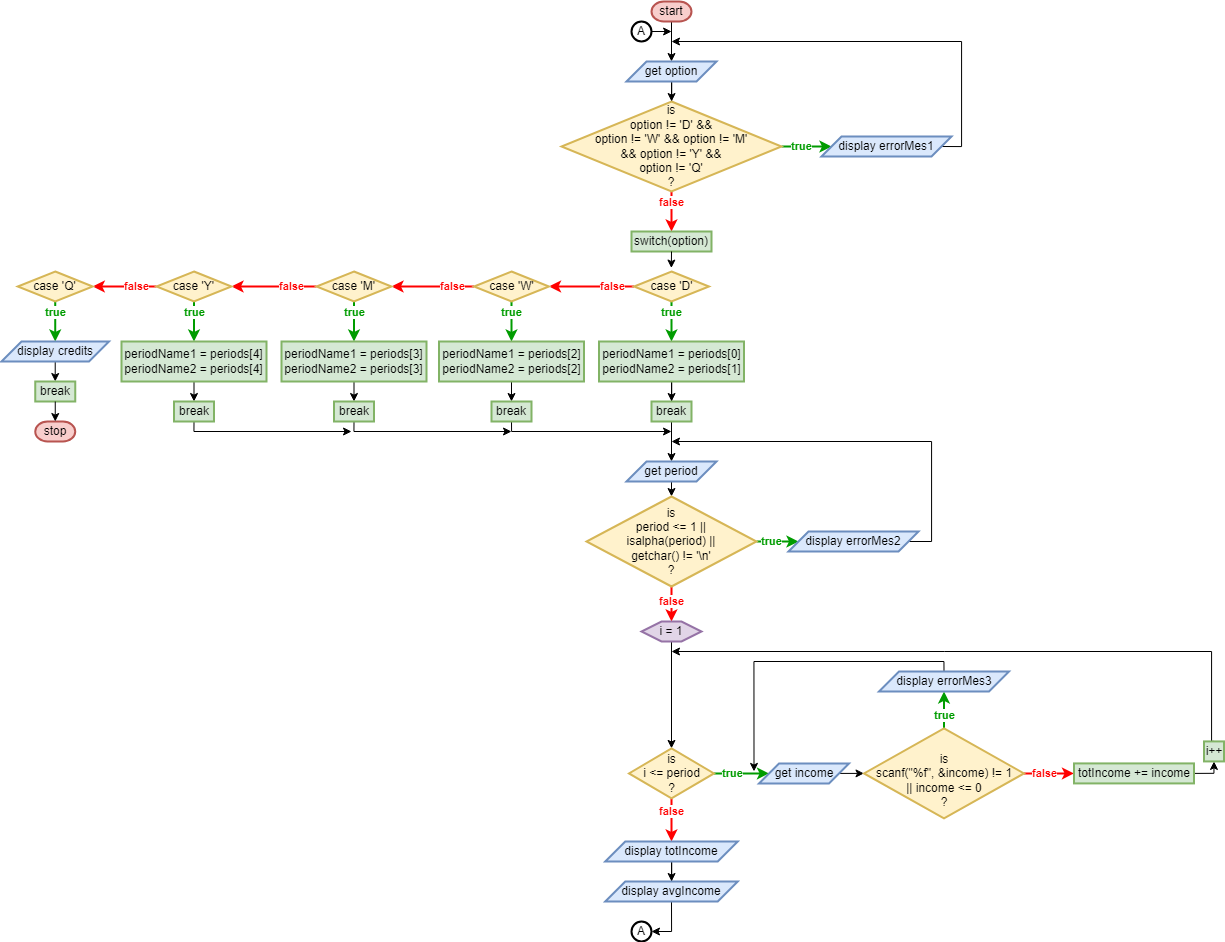 start
A
get option
is
option != 'D' &&
option != 'W' && option != 'M'
&& option != 'Y' &&
option != 'Q'
?
true
display errorMes1
false
switch(option)
case 'Q'
false
case 'Y'
false
case 'M'
false
case 'W'
false
case 'D'
true
true
true
true
true
display credits
periodName1 = periods[4]
periodName2 = periods[4]
periodName1 = periods[3]
periodName2 = periods[3]
periodName1 = periods[2]
periodName2 = periods[2]
periodName1 = periods[0]
periodName2 = periods[1]
break
break
break
break
break
stop
get period
is
period <= 1 ||
isalpha(period) ||
getchar() != '\n'
?
true
display errorMes2
false
i = 1
display errorMes3
true
is
i <= period
?
true
get income
is
scanf("%f", &income) != 1
|| income <= 0
?
false
totIncome += income
i++
false
display totIncome
display avgIncome
A